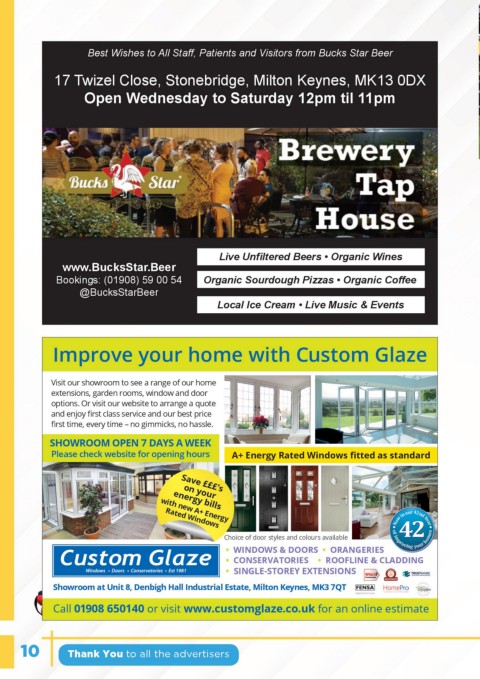 Best Wishes to All Staff, Patients and Visitors from Bucks Star Beer
17 Twizel Close, Stonebridge, Milton Keynes, MK13 0DX
Open Wednesday to Saturday 12pm til 11pm
Bucks Star
Brewery
Tap
House
www.BucksStar.Beer
Bookings: (01908) 59 00 54
@BucksStarBeer
Live Unfiltered Beers • Organic Wines
Organic Sourdough Pizzas • Organic Coffee
Local Ice Cream • Live Music & Events
Improve your home with Custom Glaze
Visit our showroom to see a range of our home
extensions, garden rooms, window and door
options. Or visit our website to arrange a quote
and enjoy first class service and our best price
first time, every time – no gimmicks, no hassle.
SHOWROOM OPEN 7 DAYS A WEEK
Please check website for opening hours
A+ Energy Rated Windows fitted as standard
Save £££'s
on your
energy bills
with new A+ Energy
Rated Windows
42
Choice of door styles and colours available
Custom Glaze
Windows • Doors • Conservatories • Est 1981
• WINDOWS & DOORS • ORANGERIES
• CONSERVATORIES • ROOFLINE & CLADDING
• SINGLE-STOREY EXTENSIONS
Showroom at Unit 8, Denbigh Hall Industrial Estate, Milton Keynes, MK3 7QT
FENSA
HomePro
Call 01908 650140 or visit www.customglaze.co.uk for an online estimate
10
Thank You to all the advertisers